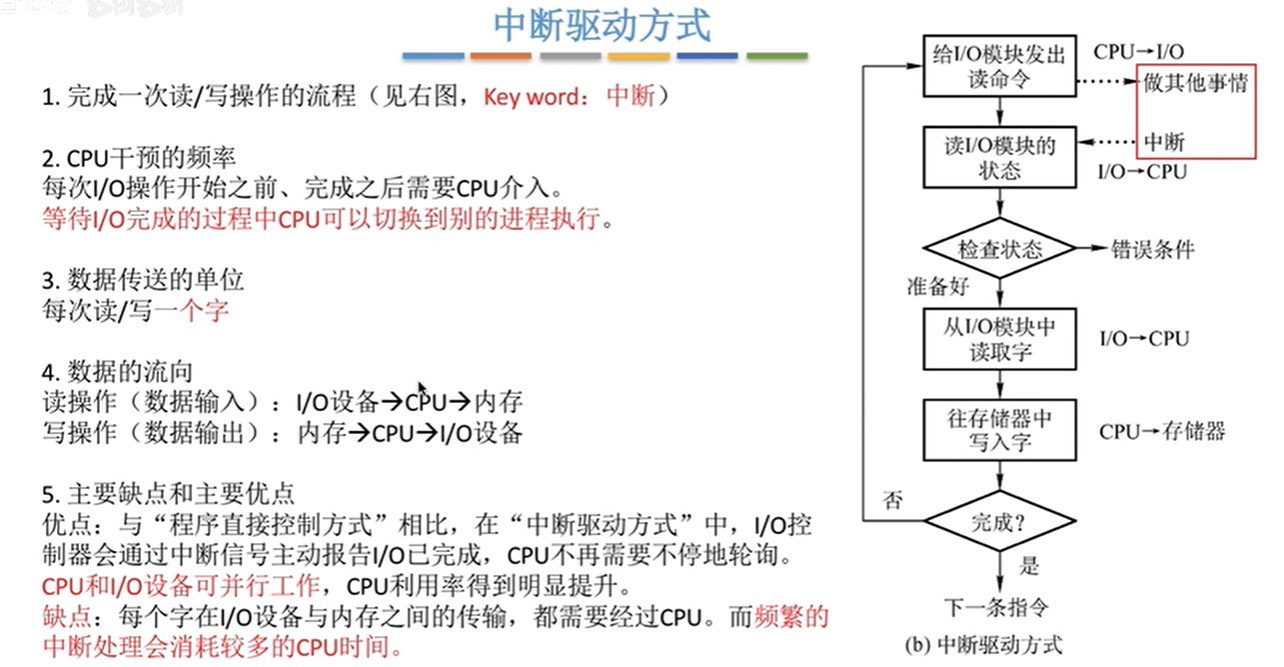 中断驱动方式
1. 完成一次读/写操作的流程（见右图，Key word：中断）
2. CPU干预的频率
每次I/O操作开始之前、完成之后需要CPU介入。
等待I/O完成的过程中CPU可以切换到别的进程执行。
3. 数据传送的单位
每次读/写一个字
4. 数据的流向
读操作（数据输入）：I/O设备→CPU→内存
写操作（数据输出）：内存→CPU→I/O设备
5. 主要缺点和主要优点
优点：与“程序直接控制方式”相比，在“中断驱动方式”中，I/O控
制器会通过中断信号主动报告I/O已完成，CPU不再需要不停地轮询。
CPU和I/O设备可并行工作，CPU利用率得到明显提升。
缺点：每个字在I/O设备与内存之间的传输，都需要经过CPU。而频繁的
中断处理会消耗较多的CPU时间。
给I/O模块发出
读命令
CPU→I/O
做其他事情
中断
读I/O模块的
状态
I/O→CPU
检查状态
错误条件
准备好
从I/O模块中
读取字
I/O→CPU
往存储器中
写入字
CPU→存储器
否
完成?
是
下一条指令
(b) 中断驱动方式